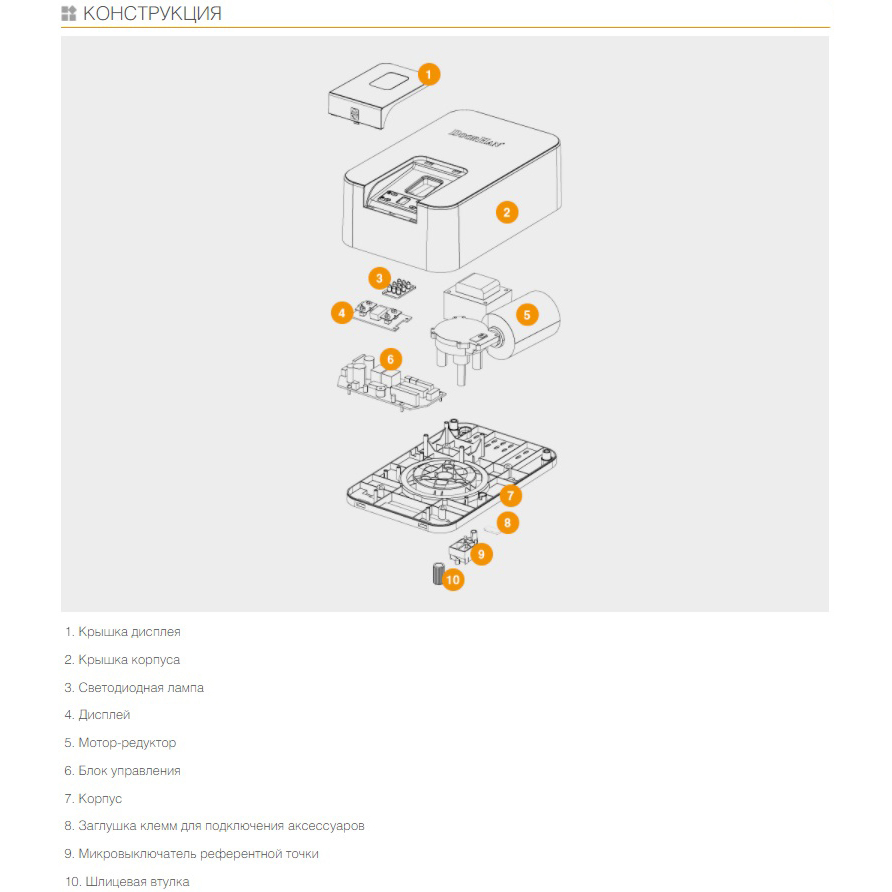 КОНСТРУКЦИЯ
1
DoorHan
2
3
4
5
6
7
8
9
10
1. Крышка дисплея
2. Крышка корпуса
3. Светодиодная лампа
4. Дисплей
5. Мотор-редуктор
6. Блок управления
7. Корпус
8. Заглушка клемм для подключения аксессуаров
9. Микровыключатель референтной точки
10. Шлицевая втулка